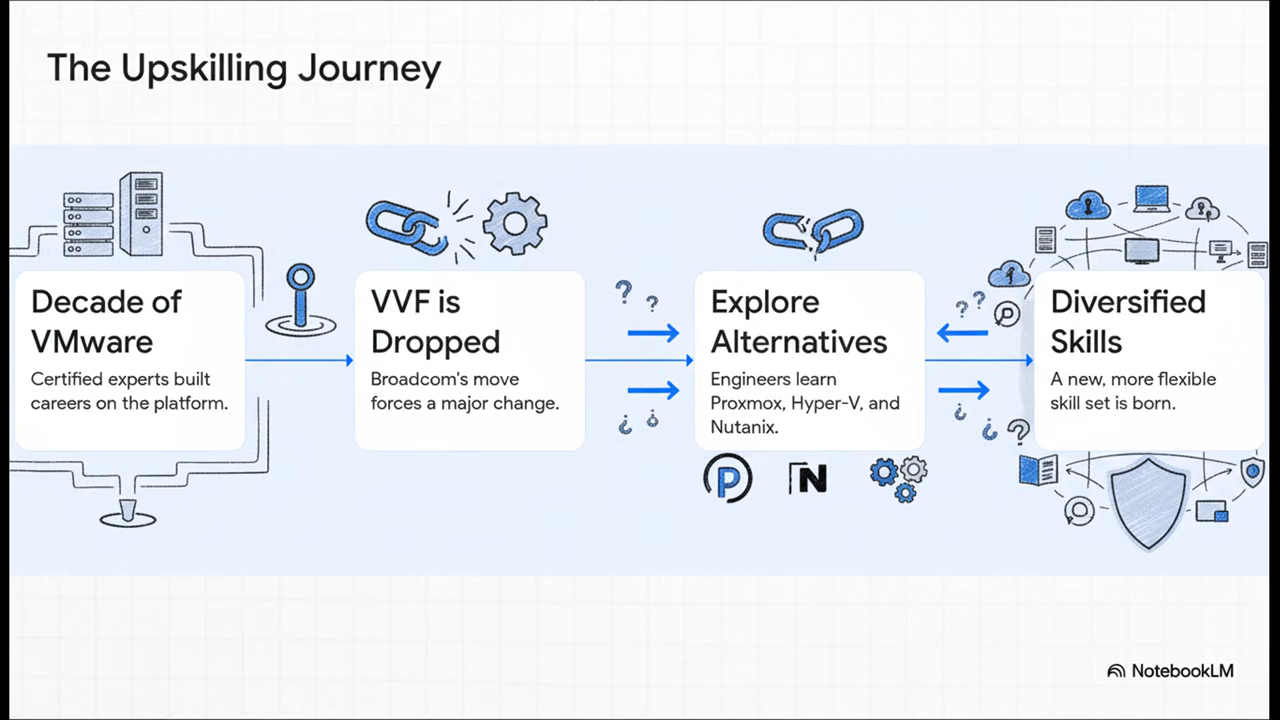 The Upskilling Journey
Decade of
VMware
Certified experts built
careers on the platform.
VVF is
Dropped
Broadcom's move
forces a major change.
? ?
Explore
Alternatives
Engineers learn
Proxmox, Hyper-V, and
Nutanix.
P N
? ?
Diversified
Skills
A new, more flexible
skill set is born.
?
NotebookLM